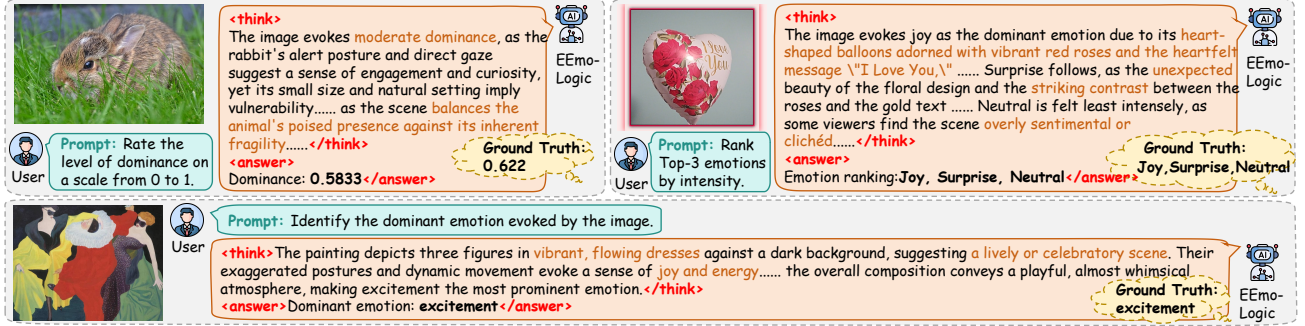 <think>
The image evokes moderate dominance, as the
rabbit's alert posture and direct gaze
suggest a sense of engagement and curiosity,
yet its small size and natural setting imply
vulnerability...... as the scene balances the
animal's poised presence against its inherent
fragility......</think>
<answer>
Dominance: 0.5833</answer>
AI
EEmo-
Logic
User
Prompt: Rate the
level of dominance on
a scale from 0 to 1.
Ground Truth:
0.622
I Love
You
<think>
The image evokes joy as the dominant emotion due to its heart-
shaped balloons adorned with vibrant red roses and the heartfelt
message \"I Love You,\" ...... Surprise follows, as the unexpected
beauty of the floral design and the striking contrast between the
roses and the gold text ...... Neutral is felt least intensely, as
some viewers find the scene overly sentimental or
clichéd......</think>
<answer>
Emotion ranking:Joy, Surprise, Neutral</answer>
AI
EEmo-
Logic
User
Prompt: Rank
Top-3 emotions
by intensity.
Ground Truth:
Joy,Surprise,Neutral
User
Prompt: Identify the dominant emotion evoked by the image.
<think>The painting depicts three figures in vibrant, flowing dresses against a dark background, suggesting a lively or celebratory scene. Their
exaggerated postures and dynamic movement evoke a sense of joy and energy...... the overall composition conveys a playful, almost whimsical
atmosphere, making excitement the most prominent emotion.</think>
<answer>Dominant emotion: excitement</answer>
Ground Truth:
excitement
AI
EEmo-
Logic